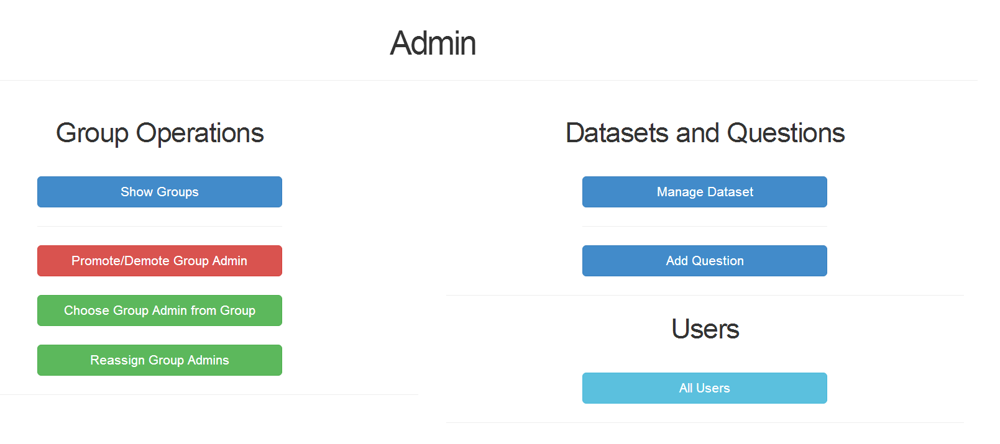 Admin
Group Operations
Show Groups
Promote/Demote Group Admin
Choose Group Admin from Group
Reassign Group Admins
Datasets and Questions
Manage Dataset
Add Question
Users
All Users